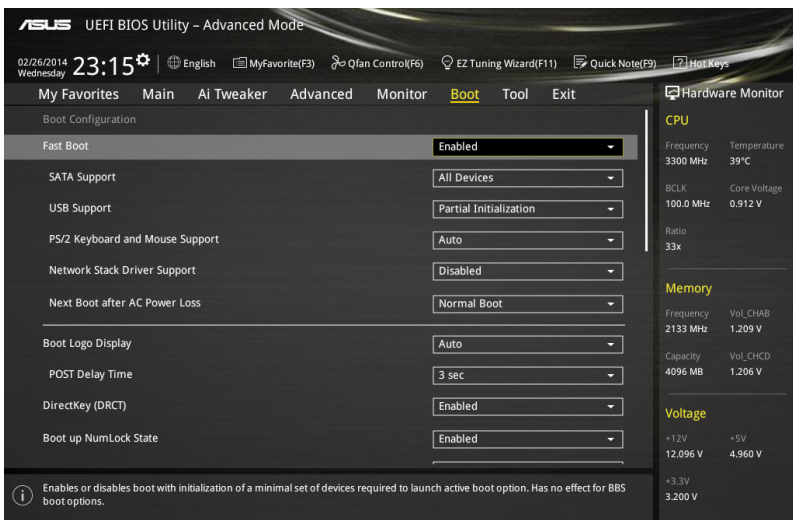 ASUS UEFI BIOS Utility – Advanced Mode
02/26/2014
Wednesday
23:15
English
MyFavorite(F3)
Qfan Control(F6)
EZ Tuning Wizard(F11)
Quick Note(F9)
? Hot Keys
My Favorites Main Ai Tweaker Advanced Monitor Boot Tool Exit
Boot Configuration
Fast Boot Enabled
SATA Support All Devices
USB Support Partial Initialization
PS/2 Keyboard and Mouse Support Auto
Network Stack Driver Support Disabled
Next Boot after AC Power Loss Normal Boot
Boot Logo Display Auto
POST Delay Time 3 sec
DirectKey (DRCT) Enabled
Boot up NumLock State Enabled
i
Enables or disables boot with initialization of a minimal set of devices required to launch active boot option. Has no effect for BBS
boot options.
Hardware Monitor
CPU
Frequency Temperature
3300 MHz 39°C
BCLK Core Voltage
100.0 MHz 0.912 V
Ratio
33x
Memory
Frequency Vol_CHAB
2133 MHz 1.209 V
Capacity Vol_CHCD
4096 MB 1.206 V
Voltage
+12V +5V
12.096 V 4.960 V
+3.3V
3.200 V